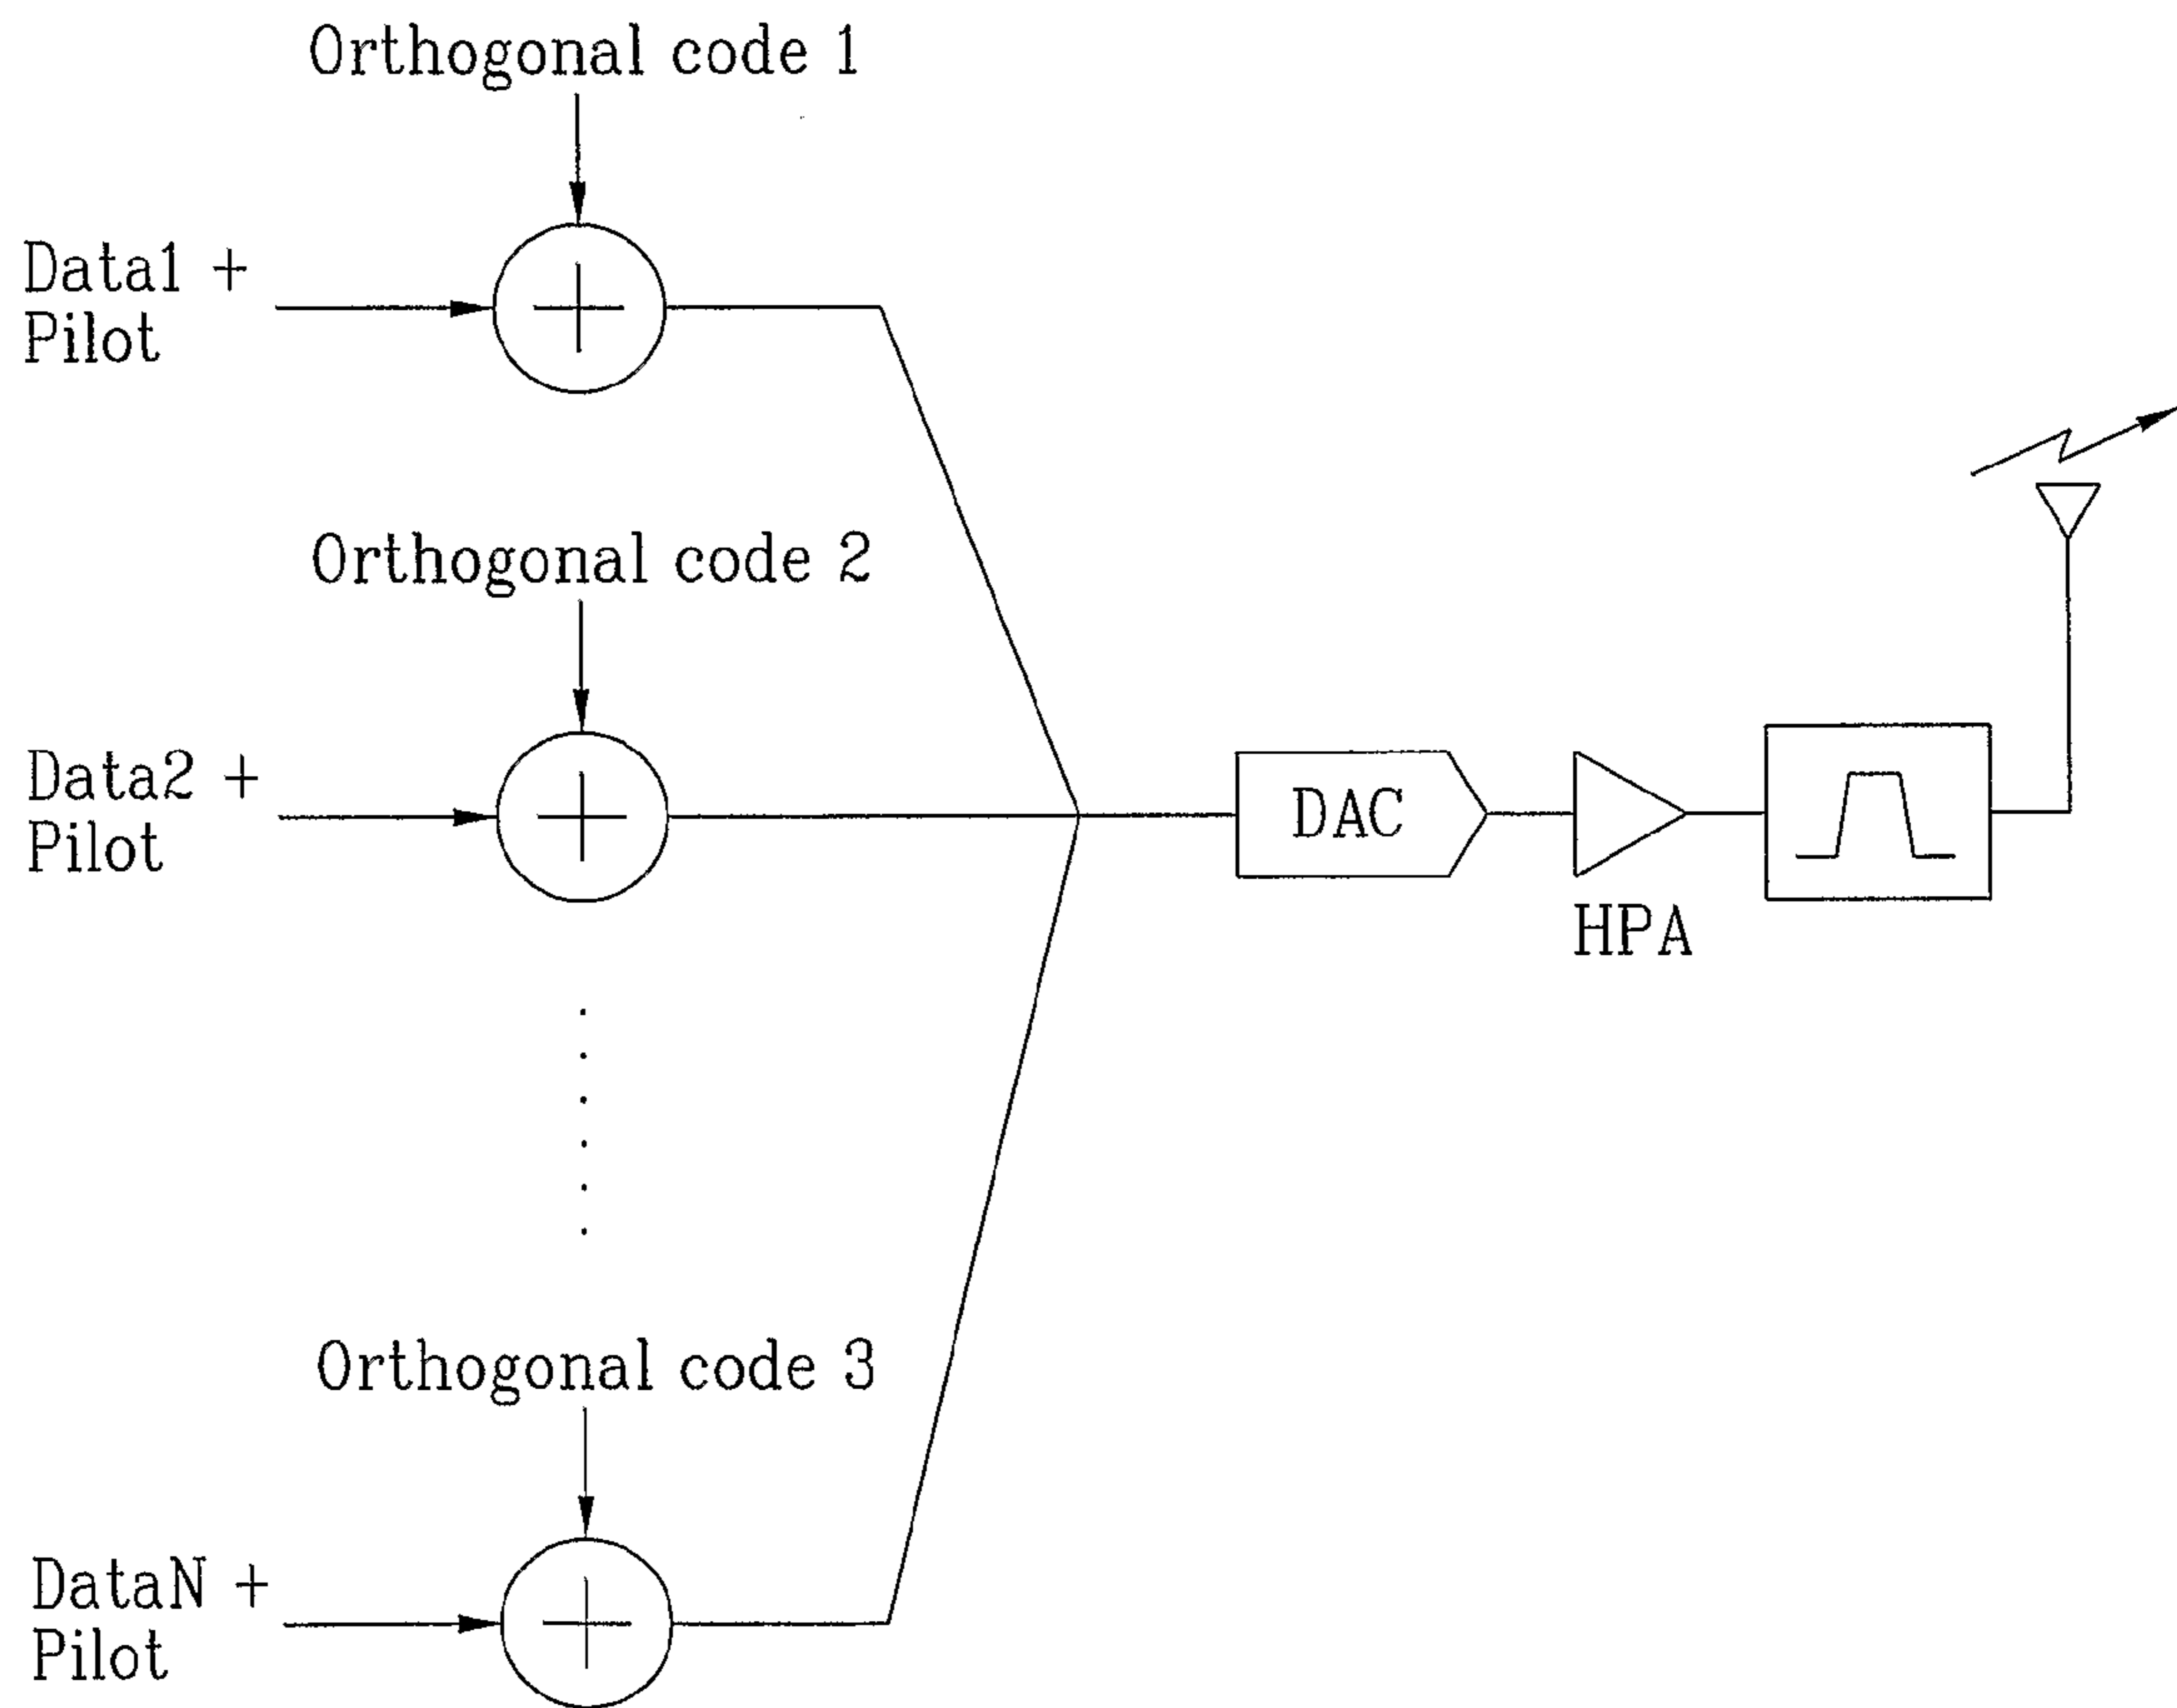 Orthogonal code 1
Data1 +
Pilot
Orthogonal code 2
Data2 +
Pilot
DAC
HPA
Orthogonal code 3
DataN +
Pilot